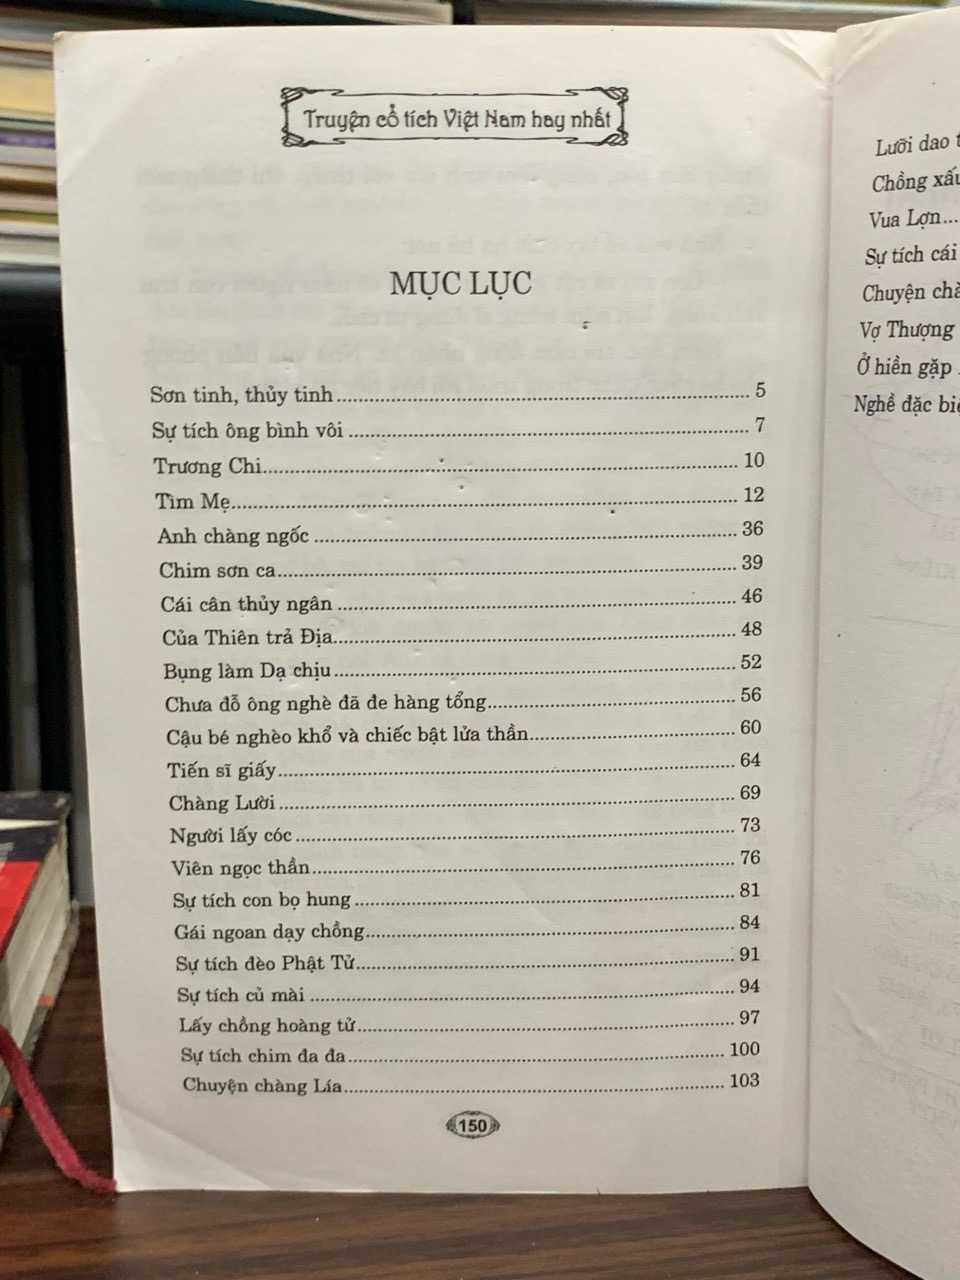 Truyện cổ tích Việt Nam hay nhất
MỤC LỤC
Sơn tinh, thủy tinh 5
Sự tích ông bình vôi 7
Trương Chi 10
Tìm Mẹ 12
Anh chàng ngốc 36
Chim sơn ca 39
Cái cân thủy ngân 46
Của Thiên trả Địa 48
Bụng làm Dạ chịu 52
Chưa đỗ ông nghè đã đe hàng tổng 56
Cậu bé nghèo khổ và chiếc bật lửa thần 60
Tiến sĩ giấy 64
Chàng Lười 69
Người lấy cóc 73
Viên ngọc thần 76
Sự tích con bọ hung 81
Gái ngoan dạy chồng 84
Sự tích đèo Phật Tử 91
Sự tích củ mài 94
Lấy chồng hoàng tử 97
Sự tích chim đa đa 100
Chuyện chàng Lía 103
150
Lưỡi dao
Chồng xấu
Vua Lợn...
Sự tích cái
Chuyện
Vợ Thượng
Ở hiền gặp
Nghề đặc